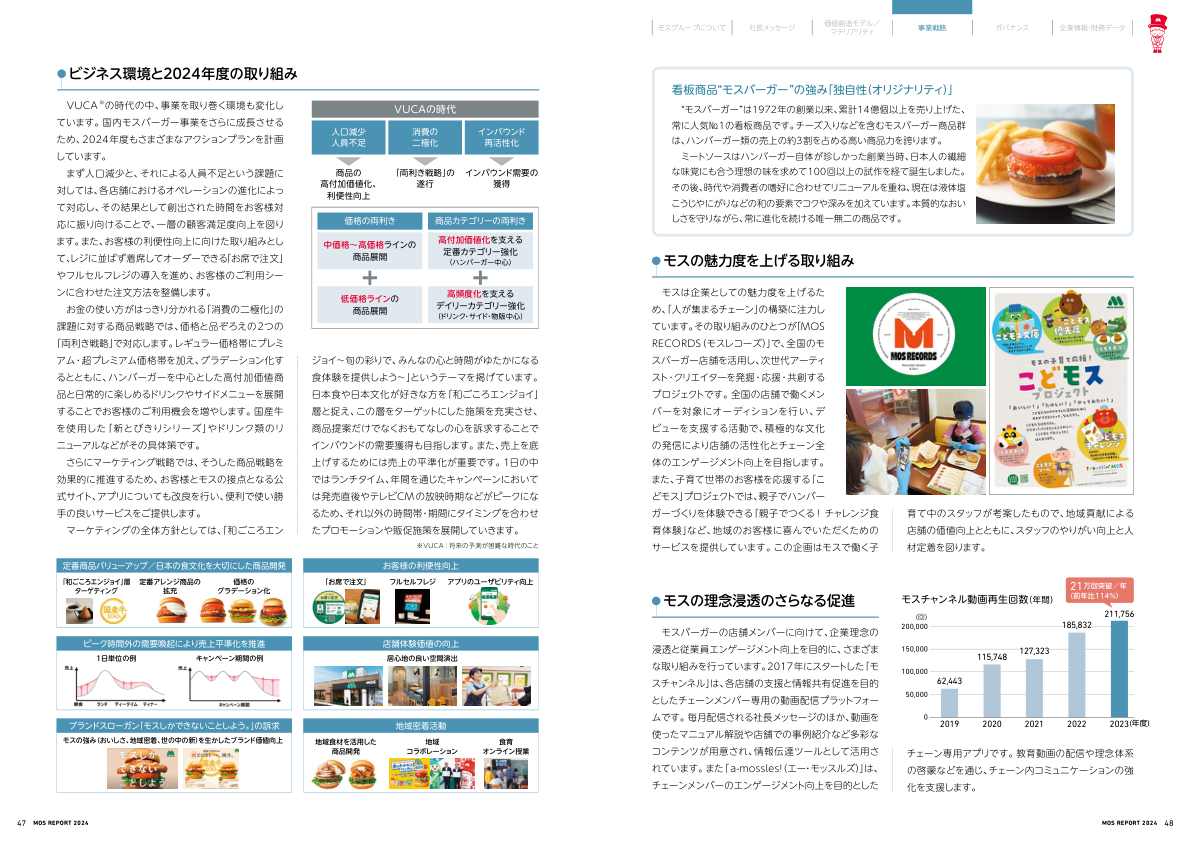 モスグループについて
社長メッセージ
価値創造モデル／
マテリアリティ
事業戦略
ガバナンス
企業情報・財務データ
ビジネス環境と2024年度の取り組み
VUCA※の時代の中、事業を取り巻く環境も変化し
ています。国内モスバーガー事業をさらに成長させる
ため、2024年度もさまざまなアクションプランを計画
しています。
まず人口減少と、それによる人員不足という課題に
対しては、各店舗におけるオペレーションの進化によっ
て対応し、その結果として創出された時間をお客様対
応に振り向けることで、一層の顧客満足度向上を図り
ます。また、お客様の利便性向上に向けた取り組みとし
て、レジに並ばず着席してオーダーできる「お席で注文」
やフルセルフレジの導入を進め、お客様のご利用シー
ンに合わせた注文方法を整備します。
お金の使い方がはっきり分かれる「消費の二極化」の
課題に対する商品戦略では、価格と品ぞろえの2つの
「両利き戦略」で対応します。レギュラー価格帯にプレミ
アム・超プレミアム価格帯を加え、グラデーション化す
るとともに、ハンバーガーを中心とした高付加価値商
品と日常的に楽しめるドリンクやサイドメニューを展開
することでお客様のご利用機会を増やします。国産牛
を使用した「新とびきりシリーズ」やドリンク類のリ
ニューアルなどがその具体策です。
さらにマーケティング戦略では、そうした商品戦略を
効果的に推進するため、お客様とモスの接点となる公
式サイト、アプリについても改良を行い、便利で使い勝
手の良いサービスをご提供します。
マーケティングの全体方針としては、「和ごころエン
VUCAの時代
人口減少
人員不足
消費の
二極化
インバウンド
再活性化
商品の
高付加価値化、
利便性向上
「両利き戦略」の
遂行
インバウンド需要の
獲得
価格の両利き
商品カテゴリーの両利き
中価格～高価格ラインの
商品展開
高付加価値化を支える
定番カテゴリー強化
(ハンバーガー中心)
低価格ラインの
商品展開
高頻度化を支える
デイリーカテゴリー強化
(ドリンク・サイド・物販中心)
ジョイ～旬の彩りで、みんなの心と時間がゆたかになる
食体験を提供しよう～」というテーマを掲げています。
日本食や日本文化が好きな方を「和ごころエンジョイ」
層と捉え、この層をターゲットにした施策を充実させ、
商品提案だけでなくおもてなしの心を訴求することで
インバウンドの需要獲得も目指します。また、売上を底
上げするためには売上の平準化が重要です。1日の中
ではランチタイム、年間を通じたキャンペーンにおいて
は発売直後やテレビCMの放映時期などがピークにな
るため、それ以外の時間帯・期間にタイミングを合わせ
たプロモーションや販促施策を展開していきます。
※VUCA：将来の予測が困難な時代のこと
定番商品バリューアップ／日本の食文化を大切にした商品開発
「和ごころエンジョイ」層
ターゲティング
定番アレンジ商品の
拡充
価格の
グラデーション化
国産牛
100%
お客様の利便性向上
「お席で注文」
フルセルフレジ
アプリのユーザビリティ向上
ピーク時間外の需要喚起により売上平準化を推進
1日単位の例
キャンペーン期間の例
売上
朝食
ランチ
ティータイム
ディナー
売上
キャンペーン期間
店舗体験価値の向上
居心地の良い空間演出
ブランドスローガン「モスしかできないことしよう。」の訴求
モスの強み(おいしさ、地域密着、世の中の新)を生かしたブランド価値向上
モスしか
できない
ことしよう
地域密着活動
地域食材を活用した
商品開発
地域
コラボレーション
食育
オンライン授業
47 MOS REPORT 2024
看板商品“モスバーガー”の強み「独自性(オリジナリティ)」
“モスバーガー”は1972年の創業以来、累計14億個以上を売り上げた、
常に人気№1の看板商品です。チーズ入りなどを含むモスバーガー商品群
は、ハンバーガー類の売上の約3割を占める高い商品力を誇ります。
ミートソースはハンバーガー自体が珍しかった創業当時、日本人の繊細
な味覚にも合う理想の味を求めて100回以上の試作を経て誕生しました。
その後、時代や消費者の嗜好に合わせてリニューアルを重ね、現在は液体塩
こうじやにがりなどの和の要素でコクや深みを加えています。本質的なおい
しさを守りながら、常に進化を続ける唯一無二の商品です。
モスの魅力度を上げる取り組み
モスは企業としての魅力度を上げるた
め、「人が集まるチェーン」の構築に注力し
ています。その取り組みのひとつが「MOS
RECORDS(モスレコーズ)」で、全国のモ
スバーガー店舗を活用し、次世代アーティ
スト・クリエイターを発掘・応援・共創する
プロジェクトです。全国の店舗で働くメン
バーを対象にオーディションを行い、デ
ビューを支援する活動で、積極的な文化
の発信により店舗の活性化とチェーン全
体のエンゲージメント向上を目指します。
また、子育て世帯のお客様を応援する「こ
どモス」プロジェクトでは、親子でハンバー
ガーづくりを体験できる「親子でつくる！チャレンジ食
育体験」など、地域のお客様に喜んでいただくための
サービスを提供しています。この企画はモスで働く子
MOS RECORDS
こどモス文庫
こどモス
優先席
モスの子育て応援！
こどモス
プロジェクト
「おいしい！」「たのしい！」「やってみたい！」
こどモス
チャレンジ
MOS
育て中のスタッフが考案したもので、地域貢献による
店舗の価値向上とともに、スタッフのやりがい向上と人
材定着を図ります。
モスの理念浸透のさらなる促進
モスバーガーの店舗メンバーに向けて、企業理念の
浸透と従業員エンゲージメント向上を目的に、さまざま
な取り組みを行っています。2017年にスタートした「モ
スチャンネル」は、各店舗の支援と情報共有促進を目的
としたチェーンメンバー専用の動画配信プラットフォー
ムです。毎月配信される社長メッセージのほか、動画を
使ったマニュアル解説や店舗での事例紹介など多彩な
コンテンツが用意され、情報伝達ツールとして活用さ
れています。また「a-mossles!(エー・モッスルズ)」は、
チェーンメンバーのエンゲージメント向上を目的とした
モスチャンネル動画再生回数(年間)
21万回突破／年
(前年比114%)
(回)
200,000
150,000
100,000
50,000
0
62,443
115,748
127,323
185,832
211,756
2019
2020
2021
2022
2023(年度)
チェーン専用アプリです。教育動画の配信や理念体系
の啓蒙などを通じ、チェーン内コミュニケーションの強
化を支援します。
MOS REPORT 2024 48